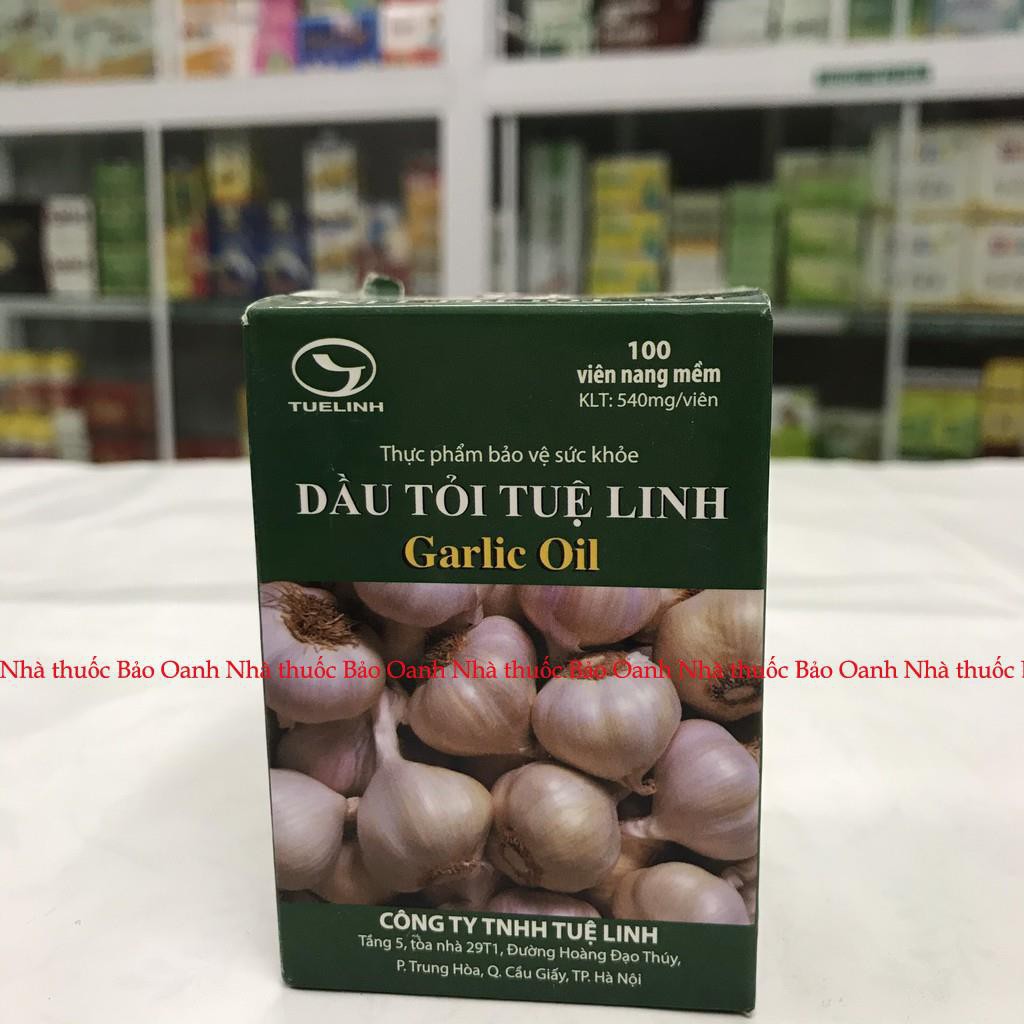 TUELINH
100
viên nang mềm
KLT: 540mg/viên
Thực phẩm bảo vệ sức khỏe
DẦU TỎI TUỆ LINH
Garlic Oil
Nhà thuốc Bảo Oanh Nhà thuốc Bảo Oanh Nhà thuốc Bảo Oanh Nhà thuốc Bảo Oanh Nhà thuốc
CÔNG TY TNHH TUỆ LINH
Tầng 5, tòa nhà 29T1, Đường Hoàng Đạo Thúy,
P. Trung Hòa, Q. Cầu Giấy, TP. Hà Nội